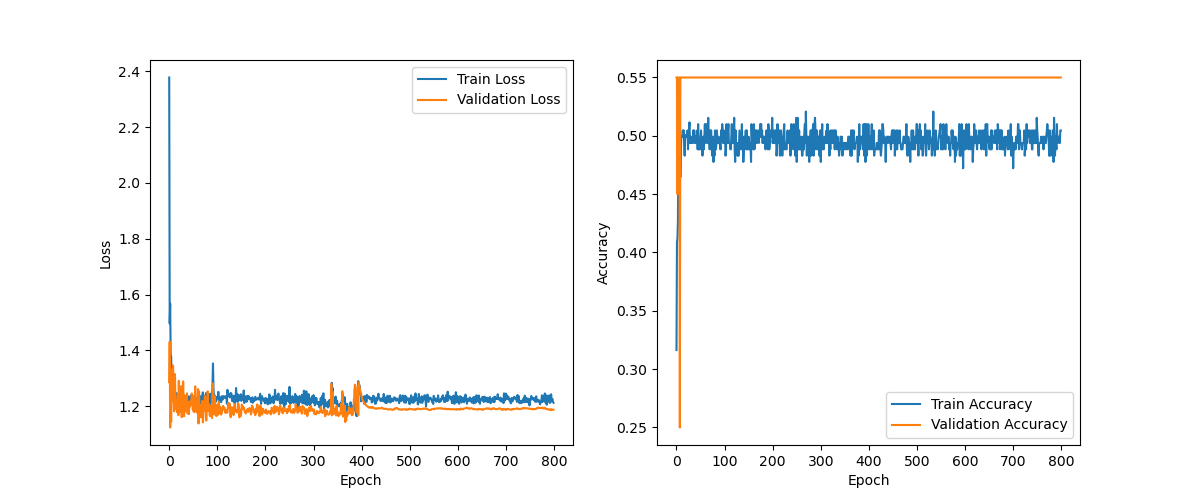 2.4
2.2
2.0
1.8
1.6
1.4
1.2
0 100 200 300 400 500 600 700 800
Loss
Epoch
Train Loss
Validation Loss
0.55
0.50
0.45
0.40
0.35
0.30
0.25
0 100 200 300 400 500 600 700 800
Accuracy
Epoch
Train Accuracy
Validation Accuracy